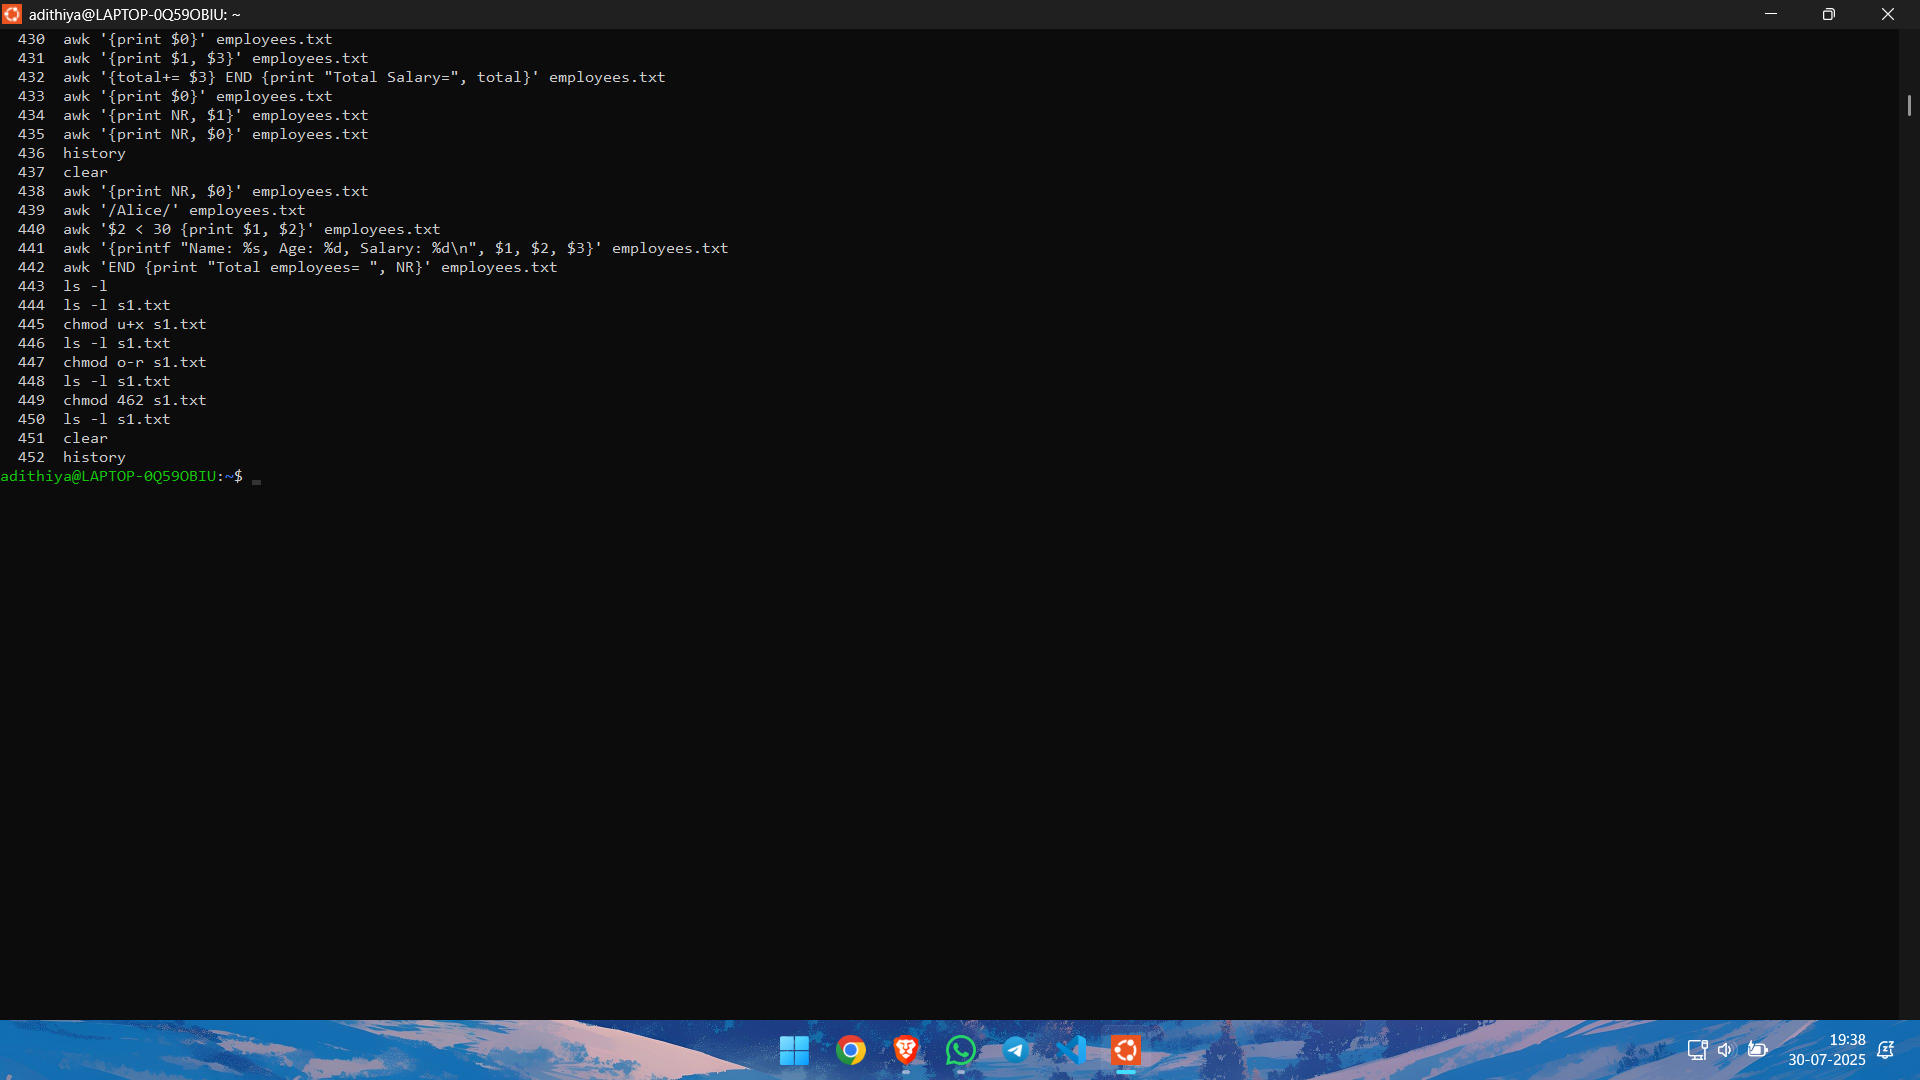 adithiya@LAPTOP-0Q59OBIU: ~
430 awk '{print $0}' employees.txt
431 awk '{print $1, $3}' employees.txt
432 awk '{total+= $3} END {print "Total Salary=", total}' employees.txt
433 awk '{print $0}' employees.txt
434 awk '{print NR, $1}' employees.txt
435 awk '{print NR, $0}' employees.txt
436 history
437 clear
438 awk '{print NR, $0}' employees.txt
439 awk '/Alice/' employees.txt
440 awk '$2 < 30 {print $1, $2}' employees.txt
441 awk '{printf "Name: %s, Age: %d, Salary: %d\n", $1, $2, $3}' employees.txt
442 awk 'END {print "Total employees= ", NR}' employees.txt
443 ls -l
444 ls -l s1.txt
445 chmod u+x s1.txt
446 ls -l s1.txt
447 chmod o-r s1.txt
448 ls -l s1.txt
449 chmod 462 s1.txt
450 ls -l s1.txt
451 clear
452 history
adithiya@LAPTOP-0Q59OBIU:~$
19:38
30-07-2025